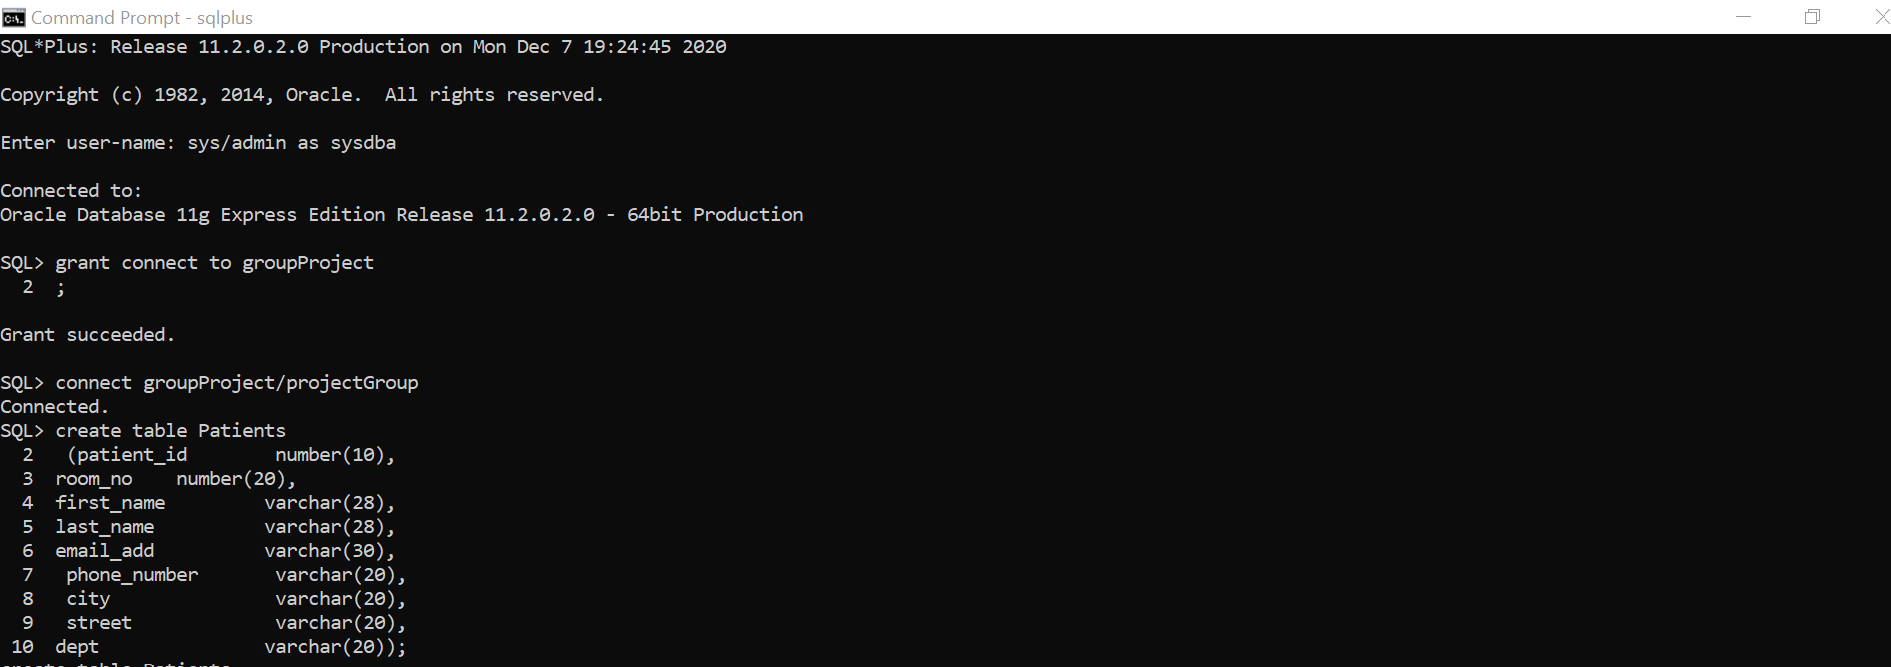 Command Prompt - sqlplus
SQL*Plus: Release 11.2.0.2.0 Production on Mon Dec 7 19:24:45 2020
Copyright (c) 1982, 2014, Oracle.  All rights reserved.
Enter user-name: sys/admin as sysdba
Connected to:
Oracle Database 11g Express Edition Release 11.2.0.2.0 - 64bit Production
SQL> grant connect to groupProject
  2  ;
Grant succeeded.
SQL> connect groupProject/projectGroup
Connected.
SQL> create table Patients
  2   (patient_id        number(10),
  3  room_no    number(20),
  4  first_name         varchar(28),
  5  last_name          varchar(28),
  6  email_add          varchar(30),
  7   phone_number       varchar(20),
  8   city               varchar(20),
  9   street             varchar(20),
 10  dept               varchar(20));
create table Patients